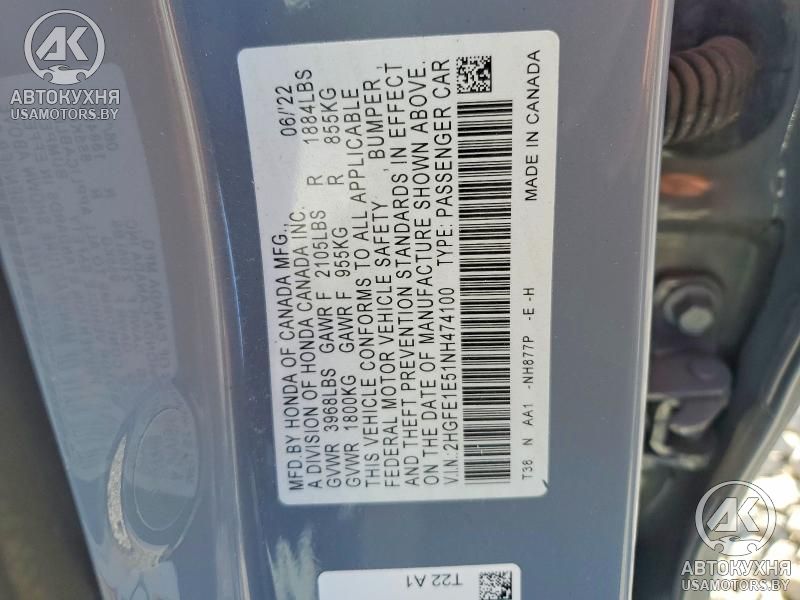 MFD.BY HONDA OF CANADA MFG., 06/'22
A DIVISION OF HONDA CANADA INC.
GVWR 3968LBS GAWR F 2105LBS R 1884LBS
GVWR 1800KG GAWR F 955KG R 855KG
THIS VEHICLE CONFORMS TO ALL APPLICABLE
FEDERAL MOTOR VEHICLE SAFETY , BUMPER ,
AND THEFT PREVENTION STANDARDS IN EFFECT
ON THE DATE OF MANUFACTURE SHOWN ABOVE.
V.I.N.: 2HGFE1E51NH474100 TYPE: PASSENGER CAR
T38 N AA1 -NH877P -E -H MADE IN CANADA
T22 A1
АК
АВТОКУХНЯ
USAMOTORS.BY
АК
АВТОКУХНЯ
USAMOTORS.BY